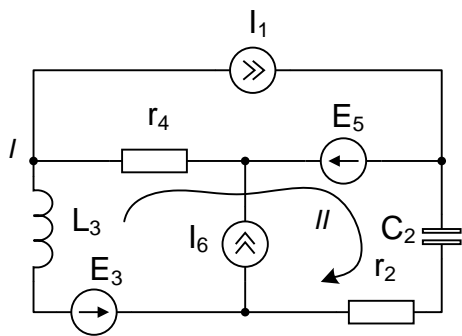 I₁
r₄
E₅
I
L₃
I₆
II
C₂
E₃
r₂